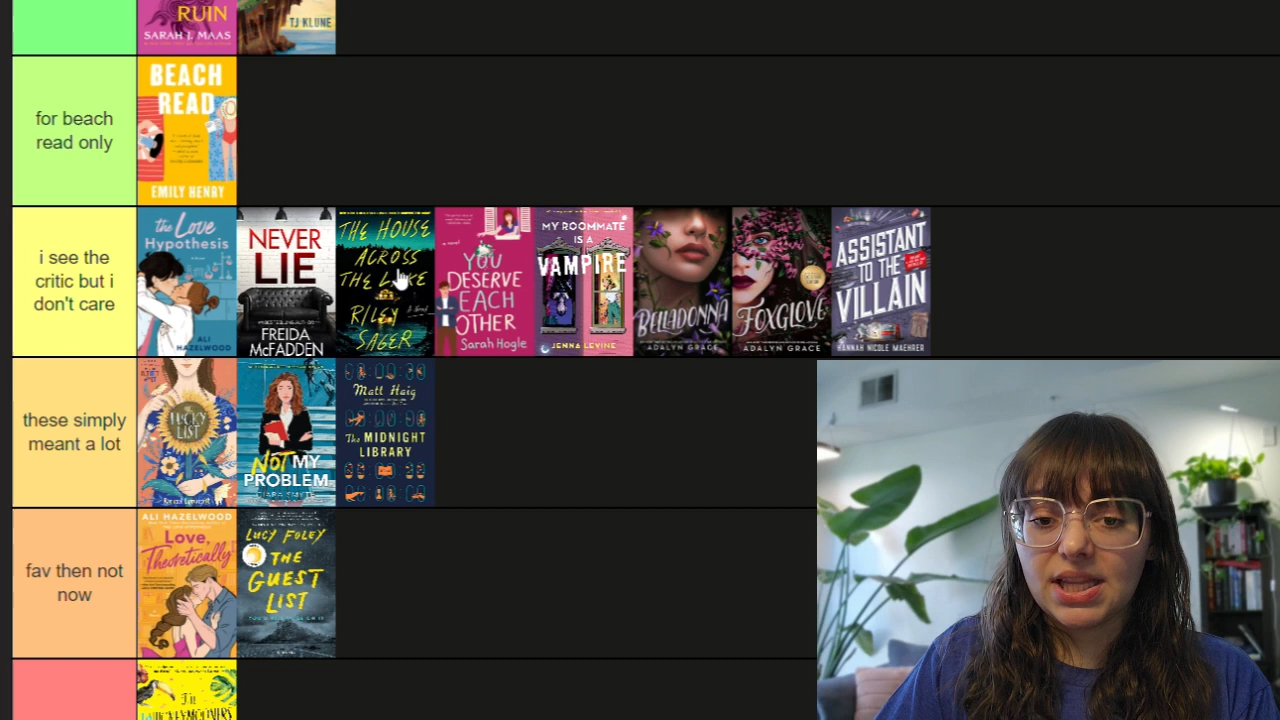 RUIN
SARAH J. MAAS
TJ KLUNE
for beach
read only
BEACH
READ
EMILY HENRY
i see the
critic but i
don't care
the Love
Hypothesis
ALI
HAZELWOOD
NEVER
LIE
FREIDA
McFADDEN
THE HOUSE
ACROSS
THE LAKE
RILEY
SAGER
YOU
DESERVE
EACH
OTHER
Sarah Hogle
MY ROOMMATE
IS A
VAMPIRE
JENNA LEVINE
BELLADONNA
ADALYN GRACE
FOXGLOVE
ADALYN GRACE
ASSISTANT
TO THE
VILLAIN
HANNAH NICOLE MAEHRER
these simply
meant a lot
LUCKY
LIST
NOT MY
PROBLEM
CIARA SMYTH
Matt Haig
The MIDNIGHT
LIBRARY
fav then not
now
ALI HAZELWOOD
Love,
Theoretically
LUCY FOLEY
THE
GUEST
LIST